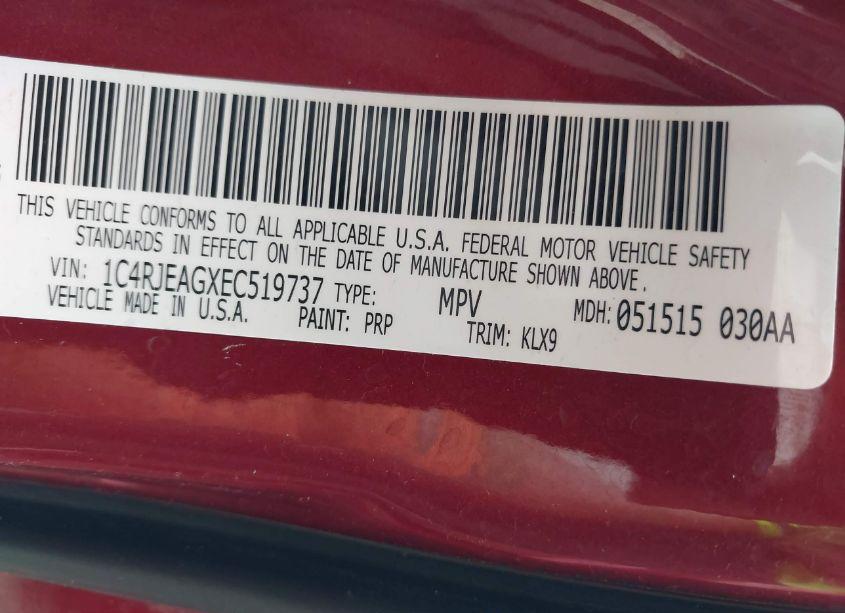 THIS VEHICLE CONFORMS TO ALL APPLICABLE U.S.A. FEDERAL MOTOR VEHICLE SAFETY
STANDARDS IN EFFECT ON THE DATE OF MANUFACTURE SHOWN ABOVE.
VIN: 1C4RJEAGXEC519737 TYPE: MPV MDH: 051515 030AA
VEHICLE MADE IN U.S.A. PAINT: PRP TRIM: KLX9